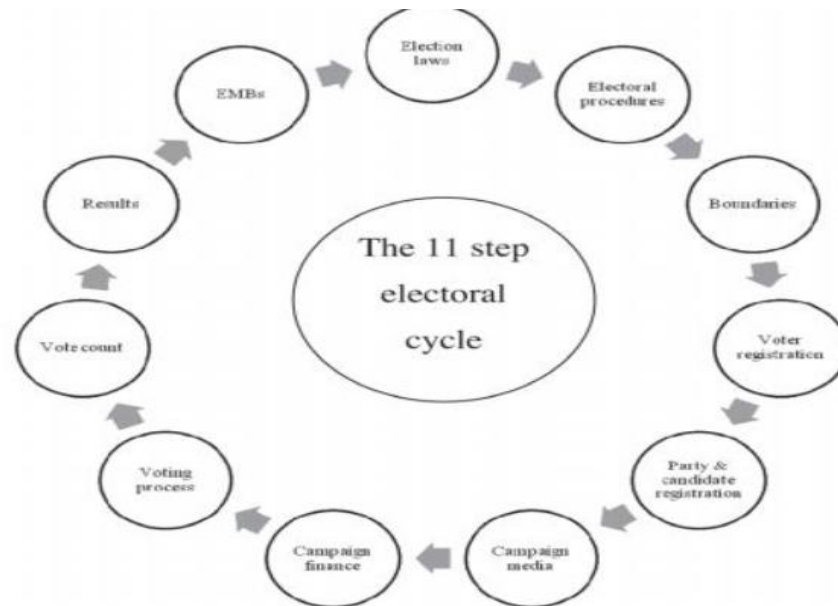 The 11 step
electoral
cycle
Election
laws
Electoral
procedures
Boundaries
Voter
registration
Party &
candidate
registration
Campaign
media
Campaign
finance
Voting
process
Vote count
Results
EMBs